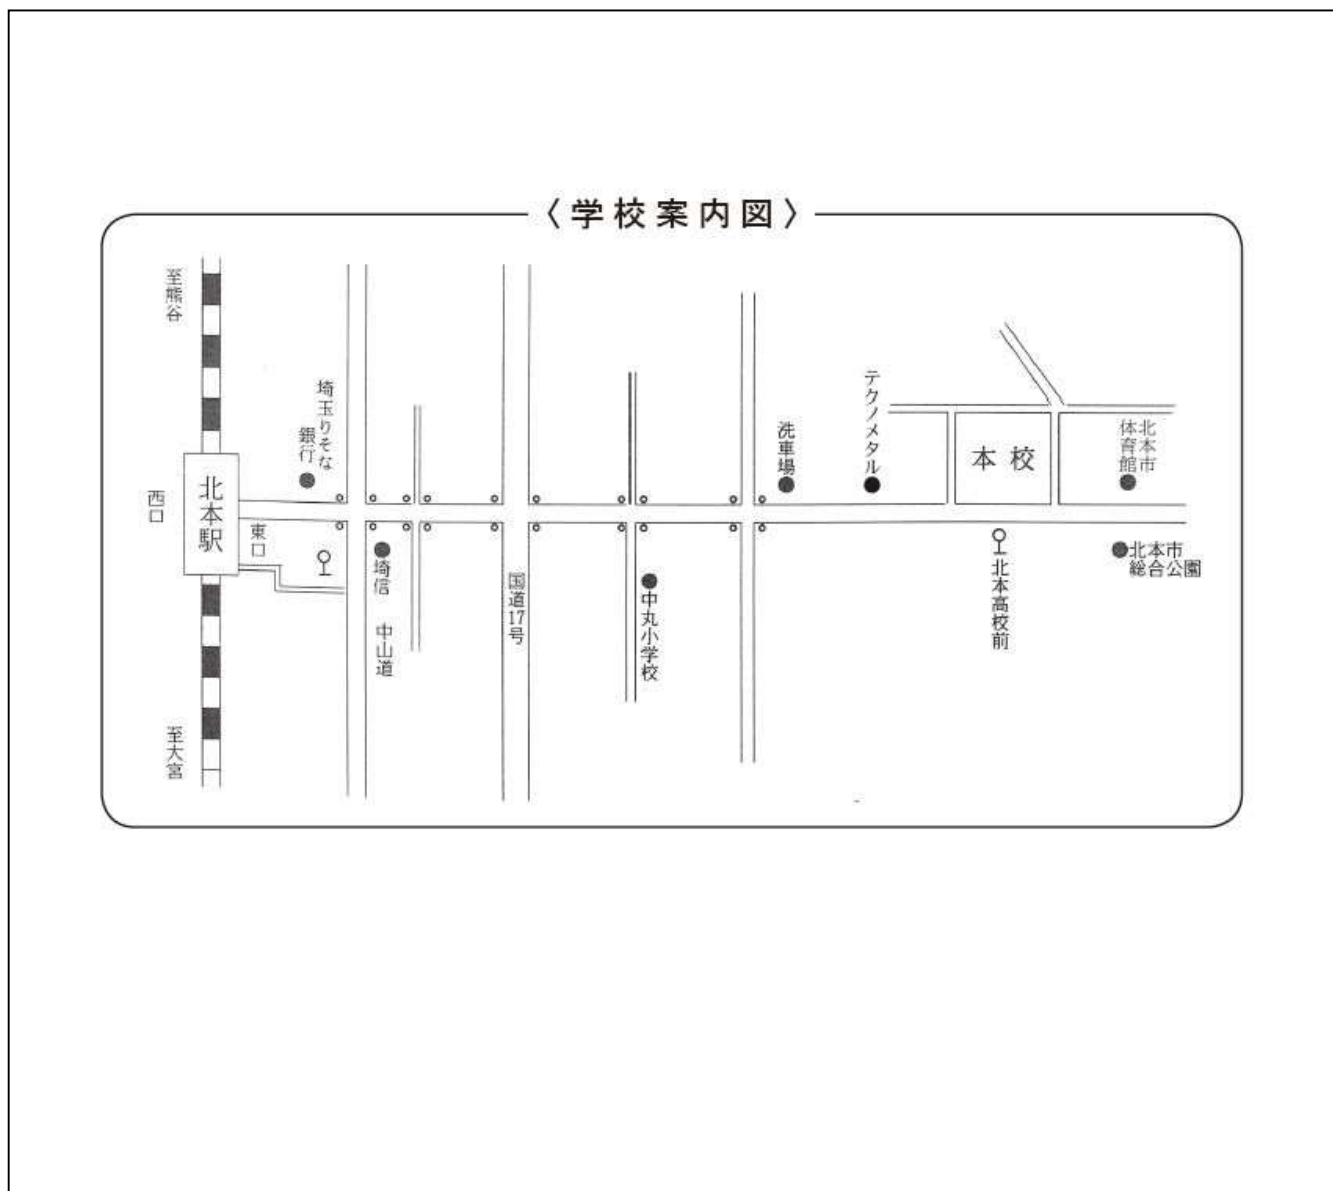 〈学校案内図〉
至熊谷
埼玉りそな
銀行
西口
北本駅
東口
埼信
中山道
国道17号
中丸小学校
洗車場
テクノメタル
本校
北本市
体育館
北本高校前
北本市
総合公園
至大宮